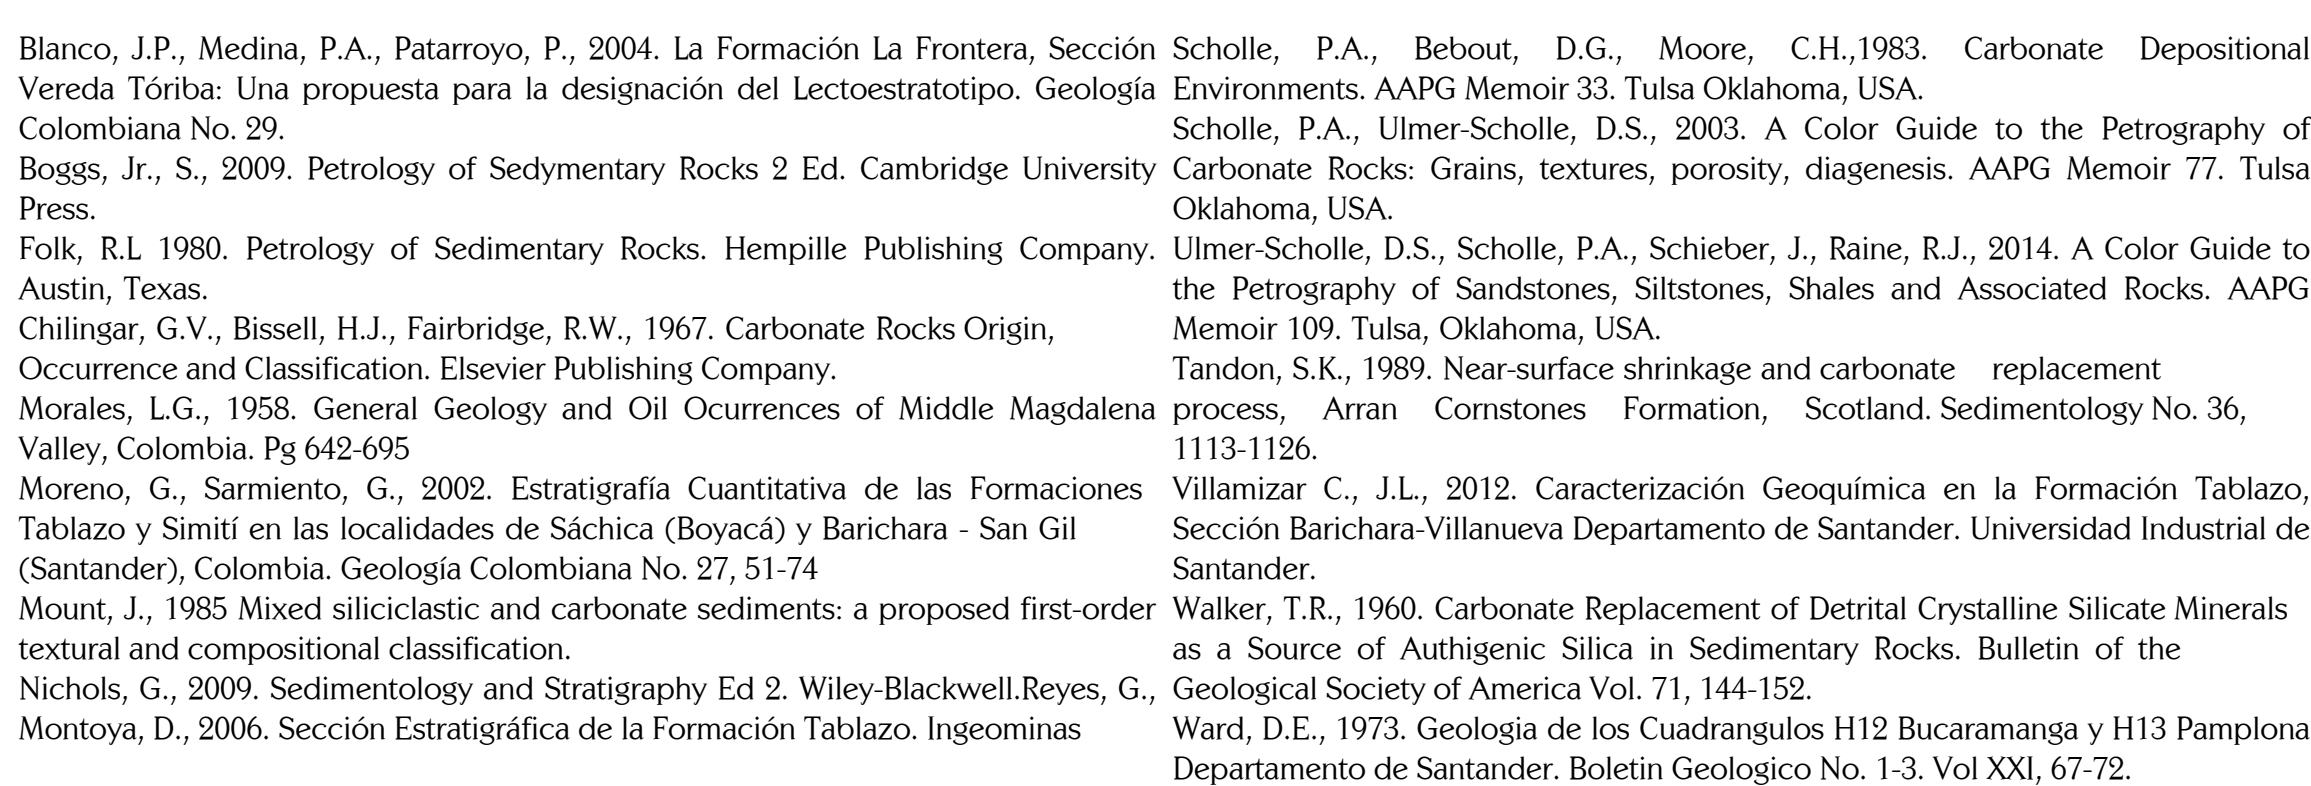 Blanco, J.P., Medina, P.A., Patarroyo, P., 2004. La Formación La Frontera, Sección
Vereda Tóriba: Una propuesta para la designación del Lectoestratotipo. Geología
Colombiana No. 29.
Boggs, Jr., S., 2009. Petrology of Sedymentary Rocks 2 Ed. Cambridge University
Press.
Folk, R.L 1980. Petrology of Sedimentary Rocks. Hempille Publishing Company.
Austin, Texas.
Chilingar, G.V., Bissell, H.J., Fairbridge, R.W., 1967. Carbonate Rocks Origin,
Occurrence and Classification. Elsevier Publishing Company.
Morales, L.G., 1958. General Geology and Oil Ocurrences of Middle Magdalena
Valley, Colombia. Pg 642-695
Moreno, G., Sarmiento, G., 2002. Estratigrafía Cuantitativa de las Formaciones
Tablazo y Simití en las localidades de Sáchica (Boyacá) y Barichara - San Gil
(Santander), Colombia. Geología Colombiana No. 27, 51-74
Mount, J., 1985 Mixed siliciclastic and carbonate sediments: a proposed first-order
textural and compositional classification.
Nichols, G., 2009. Sedimentology and Stratigraphy Ed 2. Wiley-Blackwell.Reyes, G.,
Montoya, D., 2006. Sección Estratigráfica de la Formación Tablazo. Ingeominas
Scholle, P.A., Bebout, D.G., Moore, C.H.,1983. Carbonate Depositional
Environments. AAPG Memoir 33. Tulsa Oklahoma, USA.
Scholle, P.A., Ulmer-Scholle, D.S., 2003. A Color Guide to the Petrography of
Carbonate Rocks: Grains, textures, porosity, diagenesis. AAPG Memoir 77. Tulsa
Oklahoma, USA.
Ulmer-Scholle, D.S., Scholle, P.A., Schieber, J., Raine, R.J., 2014. A Color Guide to
the Petrography of Sandstones, Siltstones, Shales and Associated Rocks. AAPG
Memoir 109. Tulsa, Oklahoma, USA.
Tandon, S.K., 1989. Near-surface shrinkage and carbonate replacement
process, Arran Cornstones Formation, Scotland. Sedimentology No. 36,
1113-1126.
Villamizar C., J.L., 2012. Caracterización Geoquímica en la Formación Tablazo,
Sección Barichara-Villanueva Departamento de Santander. Universidad Industrial de
Santander.
Walker, T.R., 1960. Carbonate Replacement of Detrital Crystalline Silicate Minerals
as a Source of Authigenic Silica in Sedimentary Rocks. Bulletin of the
Geological Society of America Vol. 71, 144-152.
Ward, D.E., 1973. Geologia de los Cuadrangulos H12 Bucaramanga y H13 Pamplona
Departamento de Santander. Boletin Geologico No. 1-3. Vol XXI, 67-72.